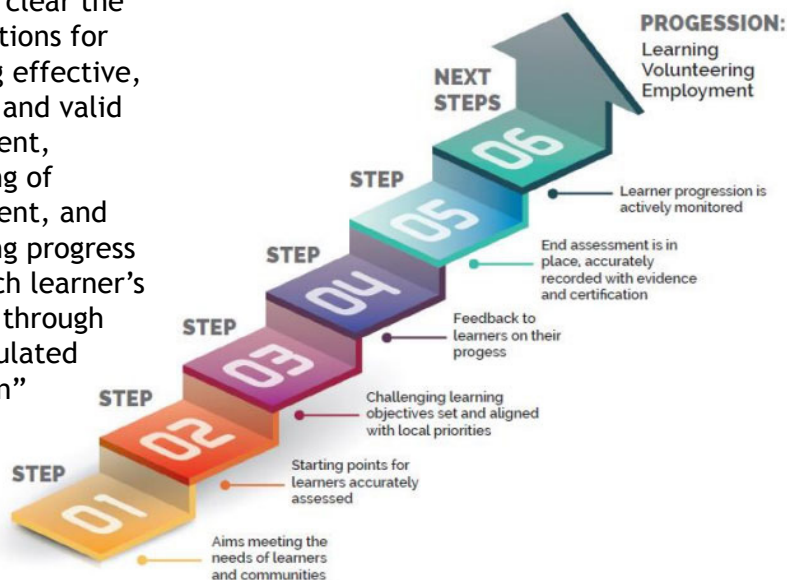 clear the
tions for
g effective,
and valid
ent,
ng of
ent, and
ng progress
ch learner's
through
ulated
n"
PROGESSION:
Learning
Volunteering
Employment
NEXT
STEPS
06
Learner progression is
actively monitored
STEP
05
End assessment is in
place, accurately
recorded with evidence
and certification
STEP
04
Feedback to
learners on their
progess
STEP
03
Challenging learning
objectives set and aligned
with local priorities
STEP
02
Starting points for
learners accurately
assessed
STEP
01
Aims meeting the
needs of learners
and communities